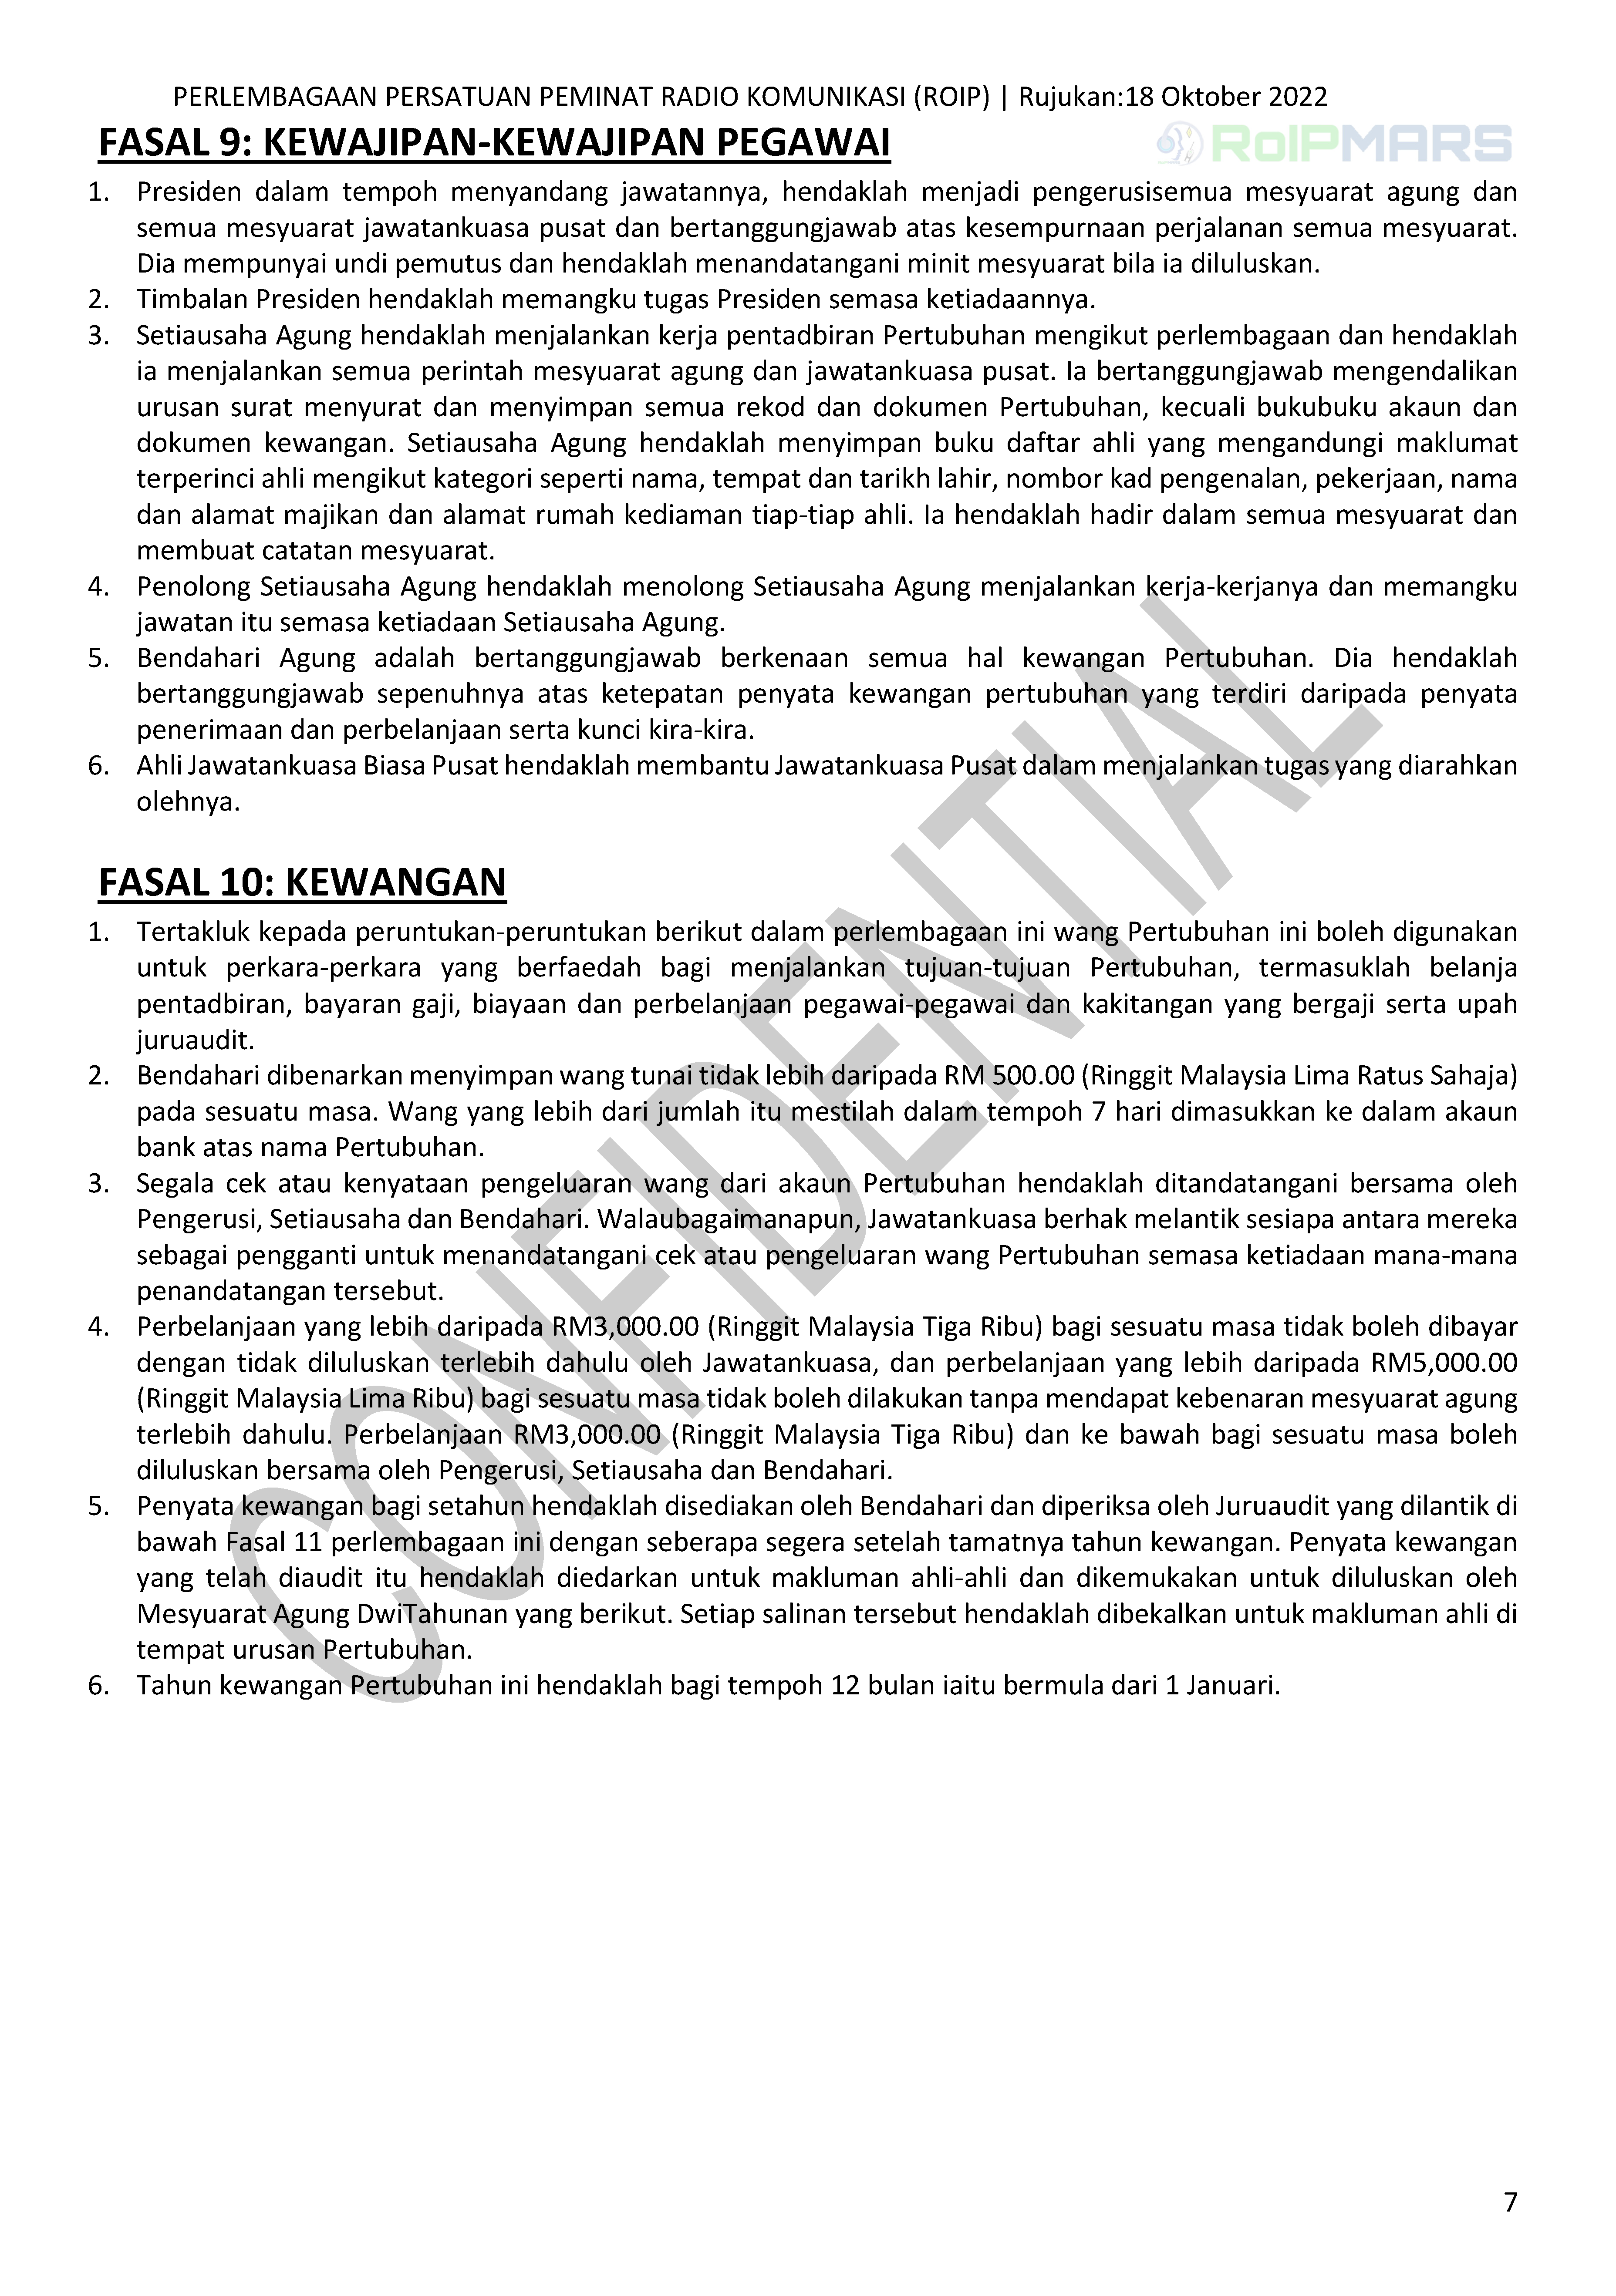 PERLEMBAGAAN PERSATUAN PEMINAT RADIO KOMUNIKASI (ROIP) | Rujukan:18 Oktober 2022
FASAL 9: KEWAJIPAN-KEWAJIPAN PEGAWAI
RoIPMARS
1. Presiden dalam tempoh menyandang jawatannya, hendaklah menjadi pengerusisemua mesyuarat agung dan
semua mesyuarat jawatankuasa pusat dan bertanggungjawab atas kesempurnaan perjalanan semua mesyuarat.
Dia mempunyai undi pemutus dan hendaklah menandatangani minit mesyuarat bila ia diluluskan.
2. Timbalan Presiden hendaklah memangku tugas Presiden semasa ketiadaannya.
3. Setiausaha Agung hendaklah menjalankan kerja pentadbiran Pertubuhan mengikut perlembagaan dan hendaklah
ia menjalankan semua perintah mesyuarat agung dan jawatankuasa pusat. Ia bertanggungjawab mengendalikan
urusan surat menyurat dan menyimpan semua rekod dan dokumen Pertubuhan, kecuali bukubuku akaun dan
dokumen kewangan. Setiausaha Agung hendaklah menyimpan buku daftar ahli yang mengandungi maklumat
terperinci ahli mengikut kategori seperti nama, tempat dan tarikh lahir, nombor kad pengenalan, pekerjaan, nama
dan alamat majikan dan alamat rumah kediaman tiap-tiap ahli. Ia hendaklah hadir dalam semua mesyuarat dan
membuat catatan mesyuarat.
4. Penolong Setiausaha Agung hendaklah menolong Setiausaha Agung menjalankan kerja-kerjanya dan memangku
jawatan itu semasa ketiadaan Setiausaha Agung.
5. Bendahari Agung adalah bertanggungjawab berkenaan semua hal kewangan Pertubuhan. Dia hendaklah
bertanggungjawab sepenuhnya atas ketepatan penyata kewangan pertubuhan yang terdiri daripada penyata
penerimaan dan perbelanjaan serta kunci kira-kira.
6. Ahli Jawatankuasa Biasa Pusat hendaklah membantu Jawatankuasa Pusat dalam menjalankan tugas yang diarahkan
olehnya.
FASAL 10: KEWANGAN
1. Tertakluk kepada peruntukan-peruntukan berikut dalam perlembagaan ini wang Pertubuhan ini boleh digunakan
untuk perkara-perkara yang berfaedah bagi menjalankan tujuan-tujuan Pertubuhan, termasuklah belanja
pentadbiran, bayaran gaji, biayaan dan perbelanjaan pegawai-pegawai dan kakitangan yang bergaji serta upah
juruaudit.
2. Bendahari dibenarkan menyimpan wang tunai tidak lebih daripada RM 500.00 (Ringgit Malaysia Lima Ratus Sahaja)
pada sesuatu masa. Wang yang lebih dari jumlah itu mestilah dalam tempoh 7 hari dimasukkan ke dalam akaun
bank atas nama Pertubuhan.
3. Segala cek atau kenyataan pengeluaran wang dari akaun Pertubuhan hendaklah ditandatangani bersama oleh
Pengerusi, Setiausaha dan Bendahari. Walaubagaimanapun, Jawatankuasa berhak melantik sesiapa antara mereka
sebagai pengganti untuk menandatangani cek atau pengeluaran wang Pertubuhan semasa ketiadaan mana-mana
penandatangan tersebut.
4. Perbelanjaan yang lebih daripada RM3,000.00 (Ringgit Malaysia Tiga Ribu) bagi sesuatu masa tidak boleh dibayar
dengan tidak diluluskan terlebih dahulu oleh Jawatankuasa, dan perbelanjaan yang lebih daripada RM5,000.00
(Ringgit Malaysia Lima Ribu) bagi sesuatu masa tidak boleh dilakukan tanpa mendapat kebenaran mesyuarat agung
terlebih dahulu. Perbelanjaan RM3,000.00 (Ringgit Malaysia Tiga Ribu) dan ke bawah bagi sesuatu masa boleh
diluluskan bersama oleh Pengerusi, Setiausaha dan Bendahari.
5. Penyata kewangan bagi setahun hendaklah disediakan oleh Bendahari dan diperiksa oleh Juruaudit yang dilantik di
bawah Fasal 11 perlembagaan ini dengan seberapa segera setelah tamatnya tahun kewangan. Penyata kewangan
yang telah diaudit itu hendaklah diedarkan untuk makluman ahli-ahli dan dikemukakan untuk diluluskan oleh
Mesyuarat Agung DwiTahunan yang berikut. Setiap salinan tersebut hendaklah dibekalkan untuk makluman ahli di
tempat urusan Pertubuhan.
6. Tahun kewangan Pertubuhan ini hendaklah bagi tempoh 12 bulan iaitu bermula dari 1 Januari.
CONFIDENTIAL
7